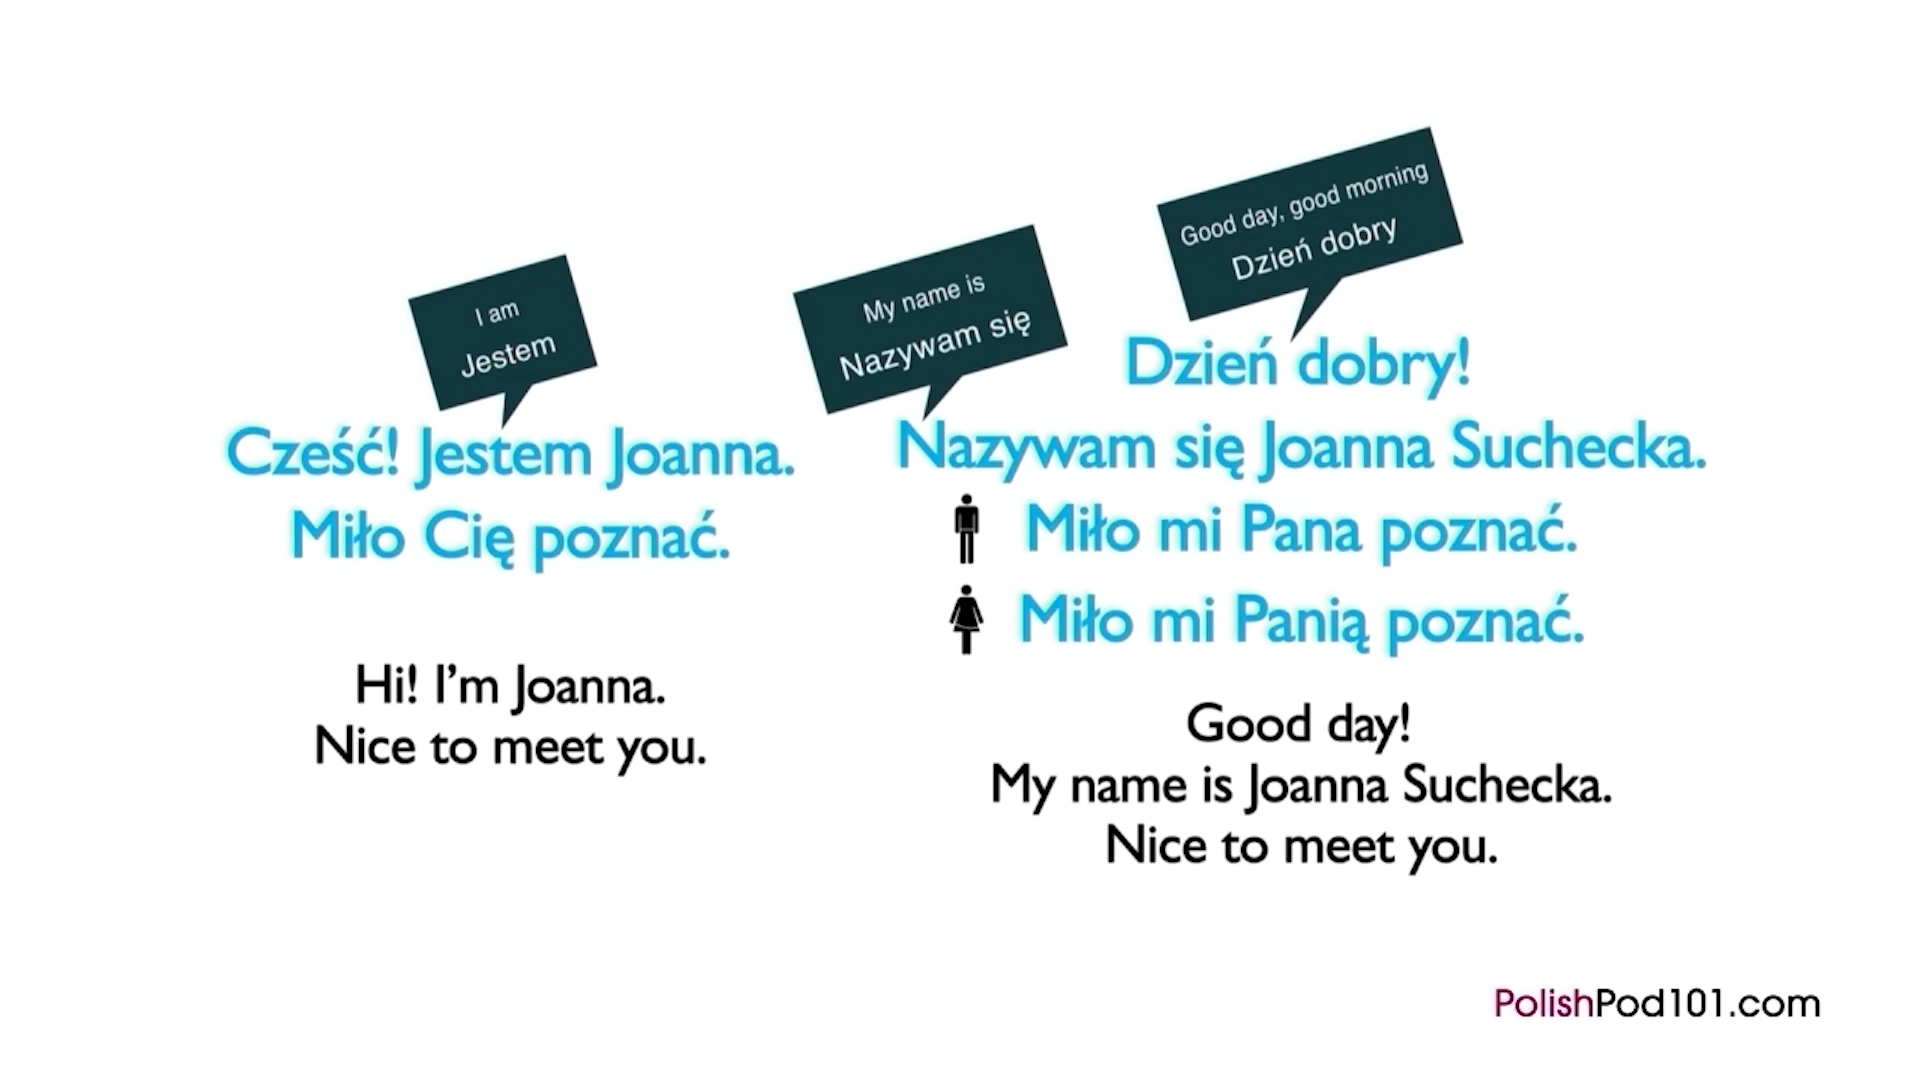 I am
Jestem
Cześć! Jestem Joanna.
Miło Cię poznać.
Hi! I'm Joanna.
Nice to meet you.
Good day, good morning
Dzień dobry
Dzień dobry!
My name is
Nazywam się
Nazywam się Joanna Suchecka.
Miło mi Pana poznać.
Miło mi Panią poznać.
Good day!
My name is Joanna Suchecka.
Nice to meet you.
PolishPod101.com